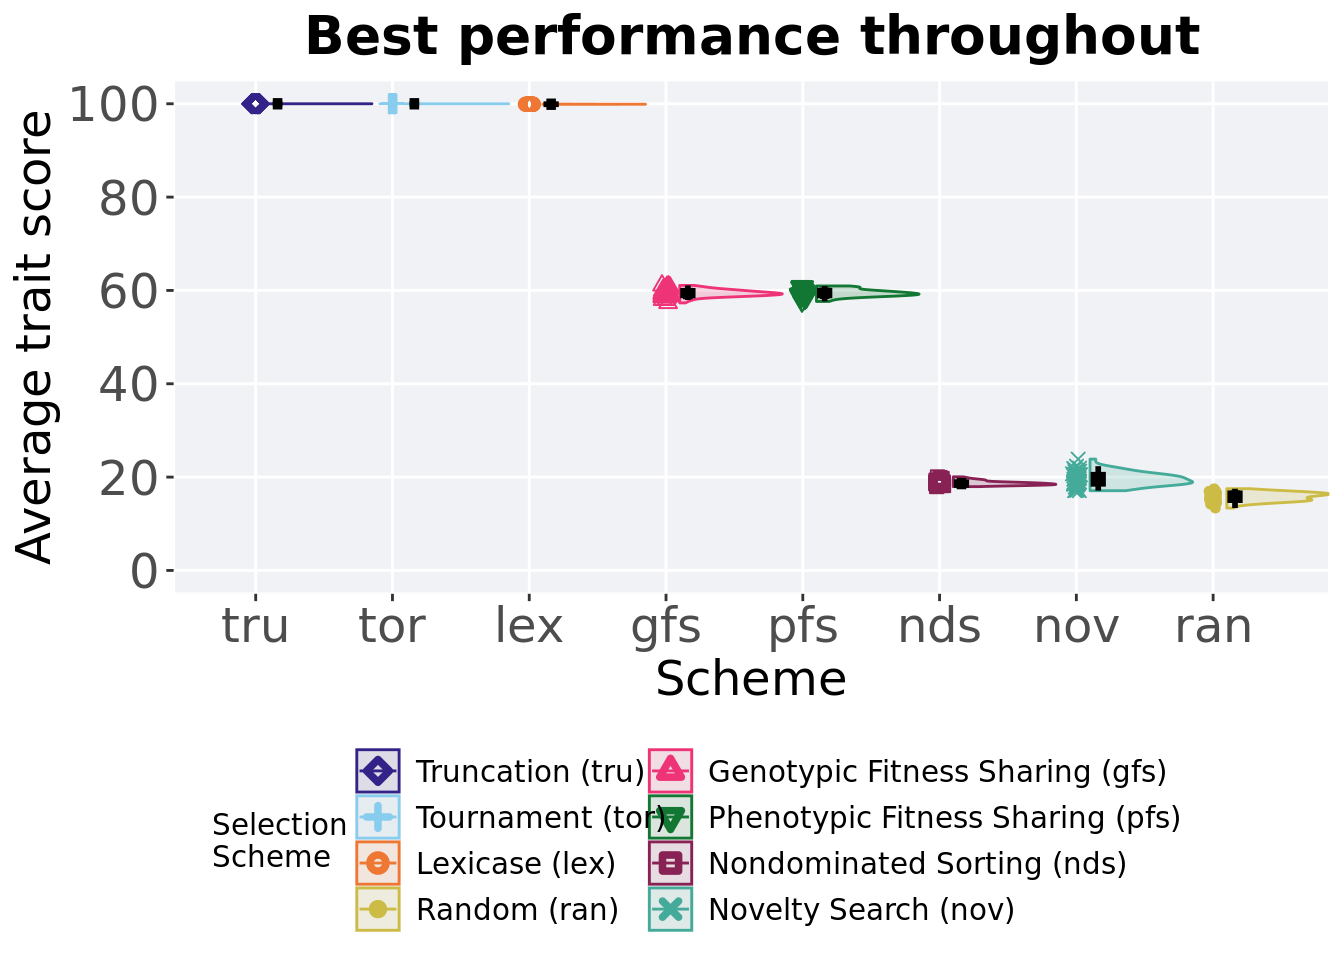 Best performance throughout
Average trait score
100
80
60
40
20
0
tru tor lex gfs pfs nds nov ran
Scheme
Selection
Scheme
Truncation (tru)
Tournament (tor)
Lexicase (lex)
Random (ran)
Genotypic Fitness Sharing (gfs)
Phenotypic Fitness Sharing (pfs)
Nondominated Sorting (nds)
Novelty Search (nov)